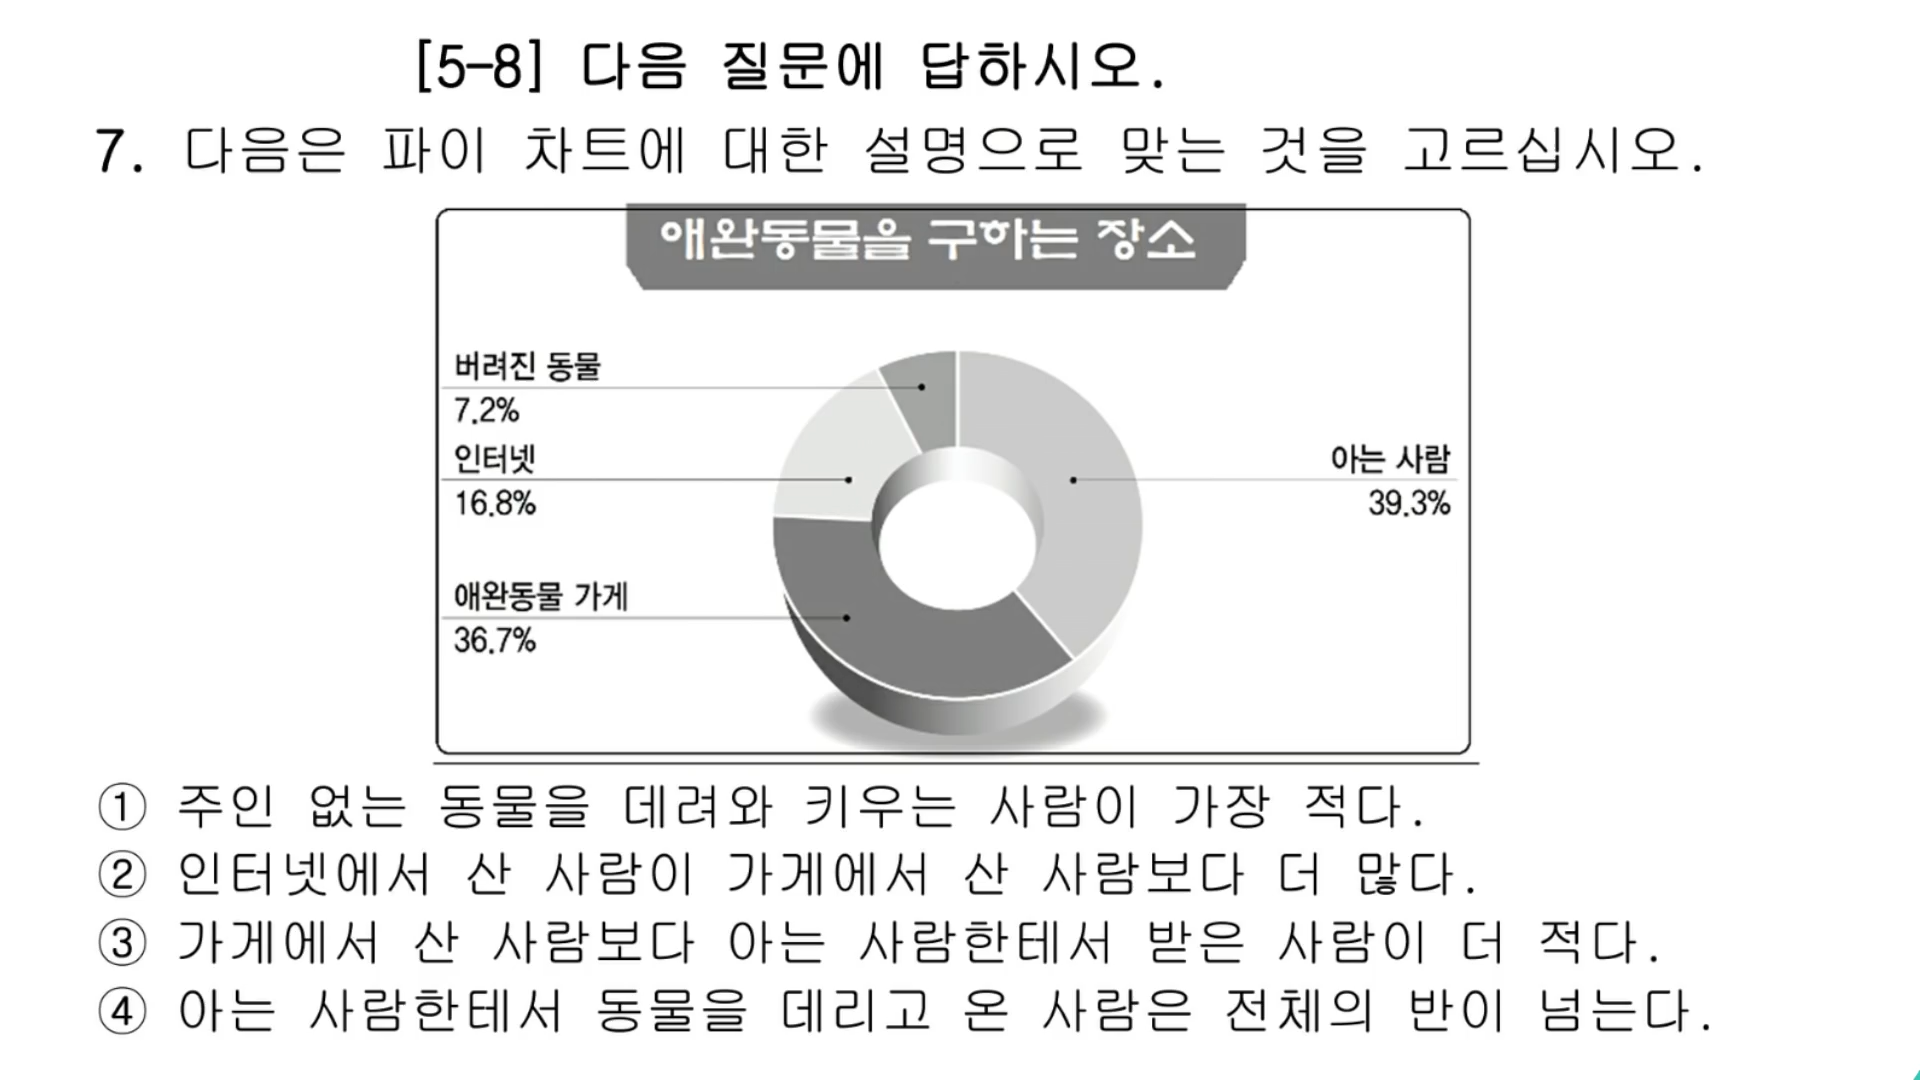 [5-8] 다음 질문에 답하시오.
7. 다음은 파이 차트에 대한 설명으로 맞는 것을 고르십시오.
애완동물을 구하는 장소
버려진 동물
7.2%
인터넷
16.8%
아는 사람
39.3%
애완동물 가게
36.7%
① 주인 없는 동물을 데려와 키우는 사람이 가장 적다.
② 인터넷에서 산 사람이 가게에서 산 사람보다 더 많다.
③ 가게에서 산 사람보다 아는 사람한테서 받은 사람이 더 적다.
④ 아는 사람한테서 동물을 데리고 온 사람은 전체의 반이 넘는다.